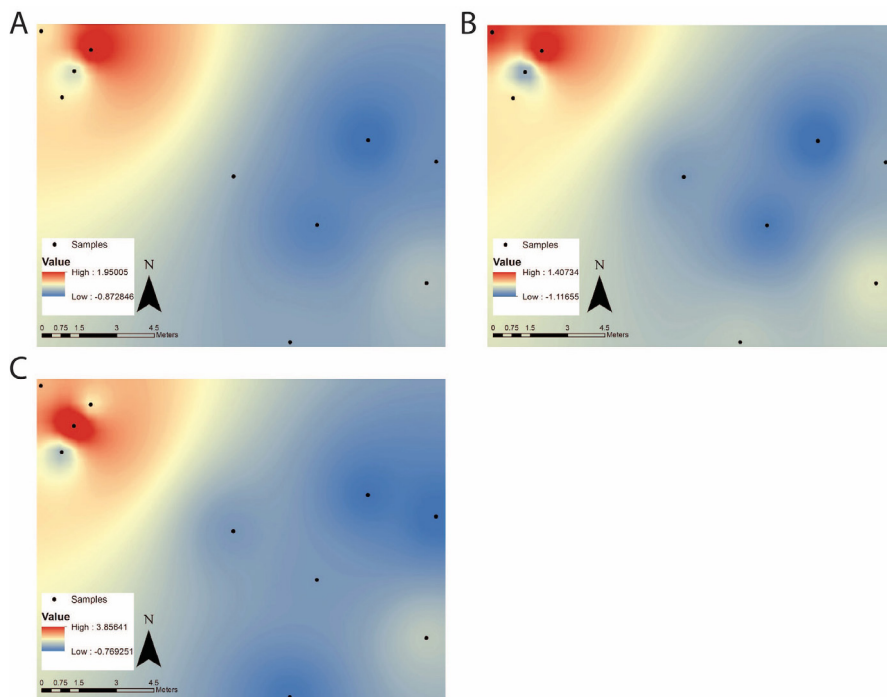 A
N
Samples
Value
High : 1.95005
Low : -0.872846
0 0.75 1.5 3 4.5
Meters
B
N
Samples
Value
High : 1.40734
Low : -1.11655
0 0.75 1.5 3 4.5
Meters
C
N
Samples
Value
High : 3.85641
Low : -0.769251
0 0.75 1.5 3 4.5
Meters